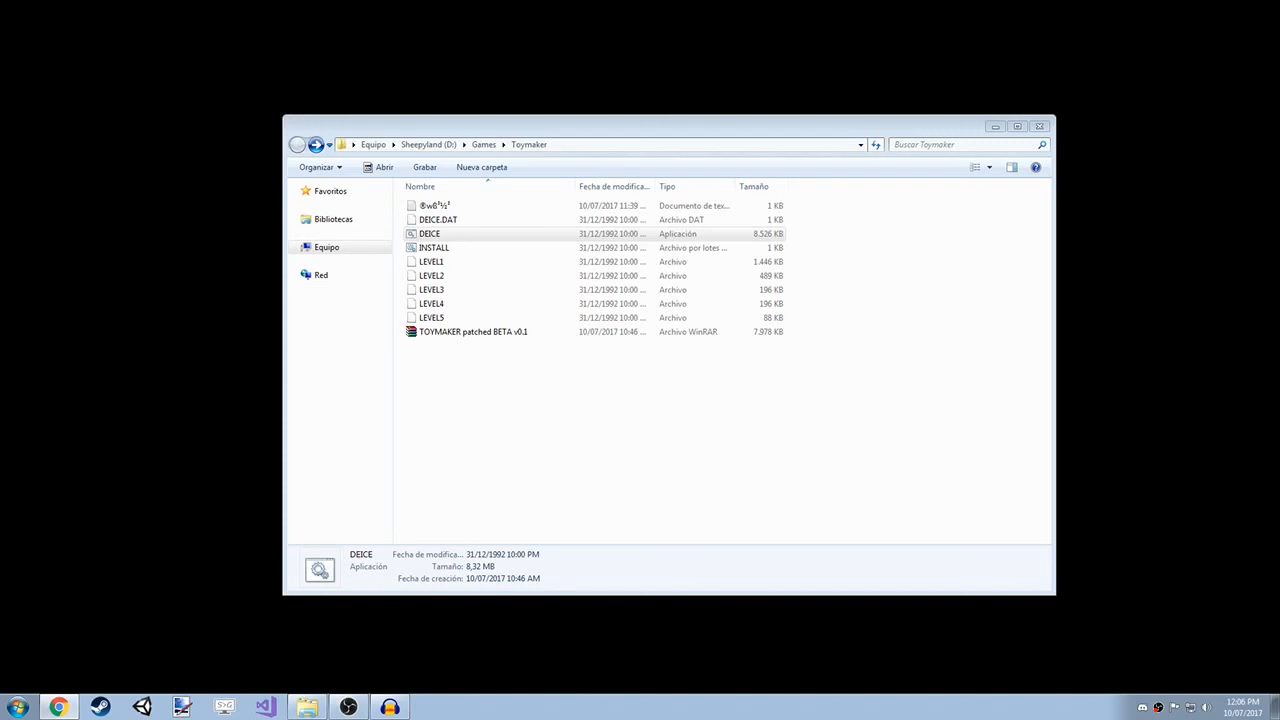 Equipo Sheepyland (D:) Games Toymaker Buscar Toymaker
Organizar Abrir Grabar Nueva carpeta
Nombre Fecha de modifica... Tipo Tamaño
Favoritos
Bibliotecas
Equipo
Red
®wß³½³ 10/07/2017 11:39 ... Documento de tex... 1 KB
DEICE.DAT 31/12/1992 10:00 ... Archivo DAT 1 KB
DEICE 31/12/1992 10:00 ... Aplicación 8.526 KB
INSTALL 31/12/1992 10:00 ... Archivo por lotes ... 1 KB
LEVEL1 31/12/1992 10:00 ... Archivo 1.446 KB
LEVEL2 31/12/1992 10:00 ... Archivo 489 KB
LEVEL3 31/12/1992 10:00 ... Archivo 196 KB
LEVEL4 31/12/1992 10:00 ... Archivo 196 KB
LEVEL5 31/12/1992 10:00 ... Archivo 88 KB
TOYMAKER patched BETA v0.1 10/07/2017 10:46 ... Archivo WinRAR 7.978 KB
DEICE Fecha de modifica... 31/12/1992 10:00 PM
Aplicación Tamaño: 8,32 MB
Fecha de creación: 10/07/2017 10:46 AM
S>G
12:06 PM
10/07/2017